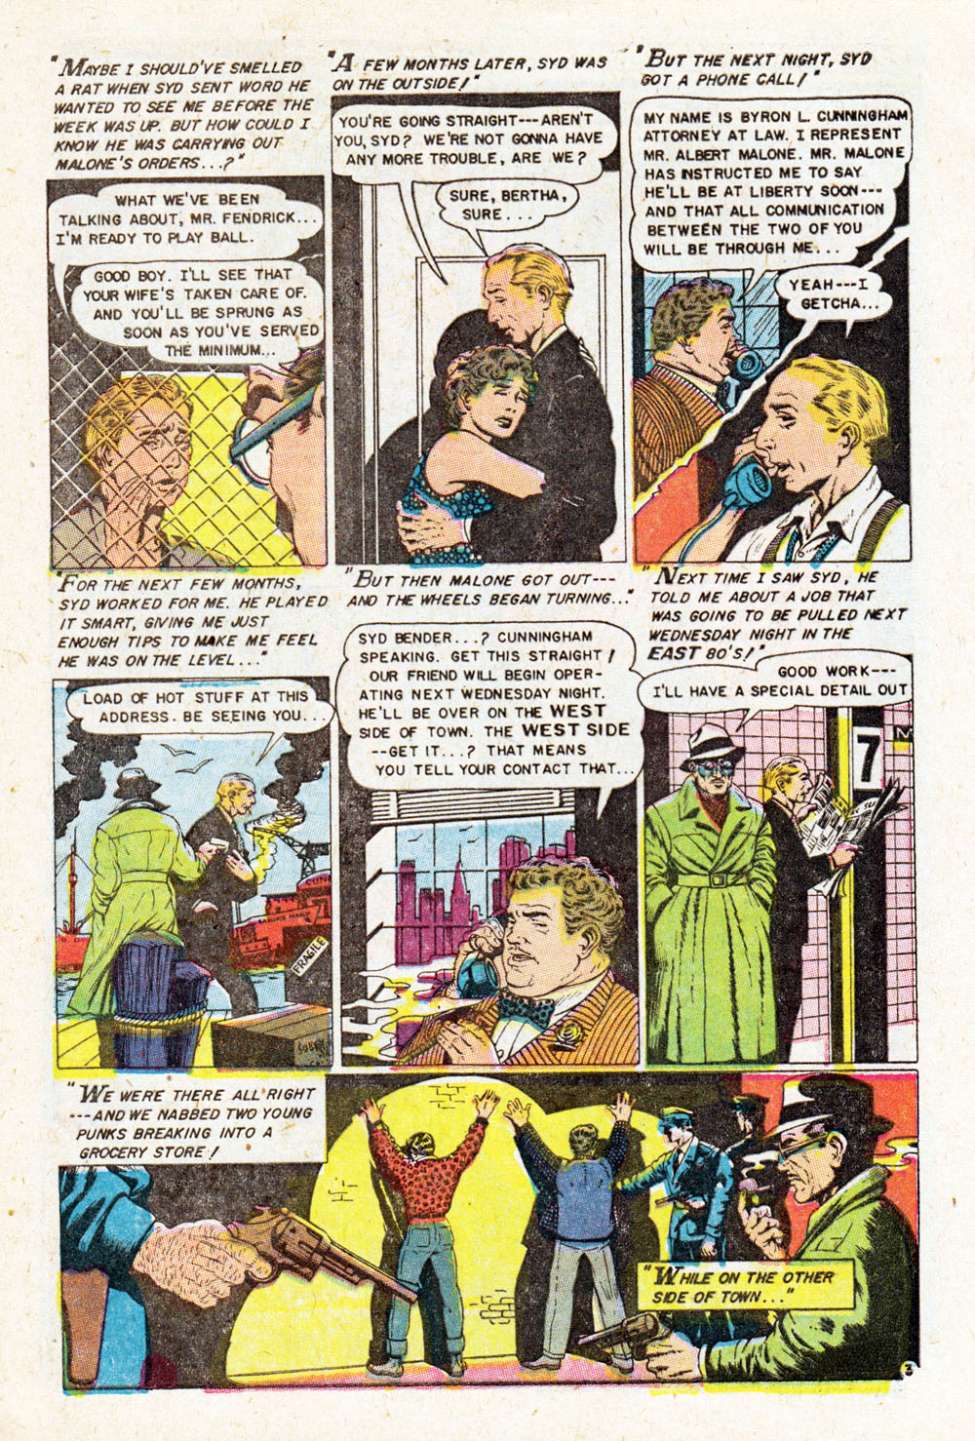 "MAYBE I SHOULD'VE SMELLED
A RAT WHEN SYD SENT WORD HE
WANTED TO SEE ME BEFORE THE
WEEK WAS UP. BUT HOW COULD I
KNOW HE WAS CARRYING OUT
MALONE'S ORDERS...?"
WHAT WE'VE BEEN
TALKING ABOUT, MR. FENDRICK...
I'M READY TO PLAY BALL.
GOOD BOY. I'LL SEE THAT
YOUR WIFE'S TAKEN CARE OF.
AND YOU'LL BE SPRUNG AS
SOON AS YOU'VE SERVED
THE MINIMUM...
"A FEW MONTHS LATER, SYD WAS
ON THE OUTSIDE!"
YOU'RE GOING STRAIGHT---AREN'T
YOU, SYD? WE'RE NOT GONNA HAVE
ANY MORE TROUBLE, ARE WE?
SURE, BERTHA,
SURE...
"BUT THE NEXT NIGHT, SYD
GOT A PHONE CALL!"
MY NAME IS BYRON L. CUNNINGHAM
ATTORNEY AT LAW. I REPRESENT
MR. ALBERT MALONE. MR. MALONE
HAS INSTRUCTED ME TO SAY
HE'LL BE AT LIBERTY SOON---
AND THAT ALL COMMUNICATION
BETWEEN THE TWO OF YOU
WILL BE THROUGH ME...
YEAH---I
GETCHA...
"FOR THE NEXT FEW MONTHS,
SYD WORKED FOR ME. HE PLAYED
IT SMART, GIVING ME JUST
ENOUGH TIPS TO MAKE ME FEEL
HE WAS ON THE LEVEL..."
LOAD OF HOT STUFF AT THIS
ADDRESS. BE SEEING YOU...
FRAGILE
"BUT THEN MALONE GOT OUT---
AND THE WHEELS BEGAN TURNING..."
SYD BENDER...? CUNNINGHAM
SPEAKING. GET THIS STRAIGHT!
OUR FRIEND WILL BEGIN OPER-
ATING NEXT WEDNESDAY NIGHT.
HE'LL BE OVER ON THE WEST
SIDE OF TOWN. THE WEST SIDE
--GET IT...? THAT MEANS
YOU TELL YOUR CONTACT THAT...
"NEXT TIME I SAW SYD, HE
TOLD ME ABOUT A JOB THAT
WAS GOING TO BE PULLED NEXT
WEDNESDAY NIGHT IN THE
EAST 80'S!"
GOOD WORK---
I'LL HAVE A SPECIAL DETAIL OUT
7
"WE WERE THERE ALL RIGHT
---AND WE NABBED TWO YOUNG
PUNKS BREAKING INTO A
GROCERY STORE!
"WHILE ON THE OTHER
SIDE OF TOWN..."
3